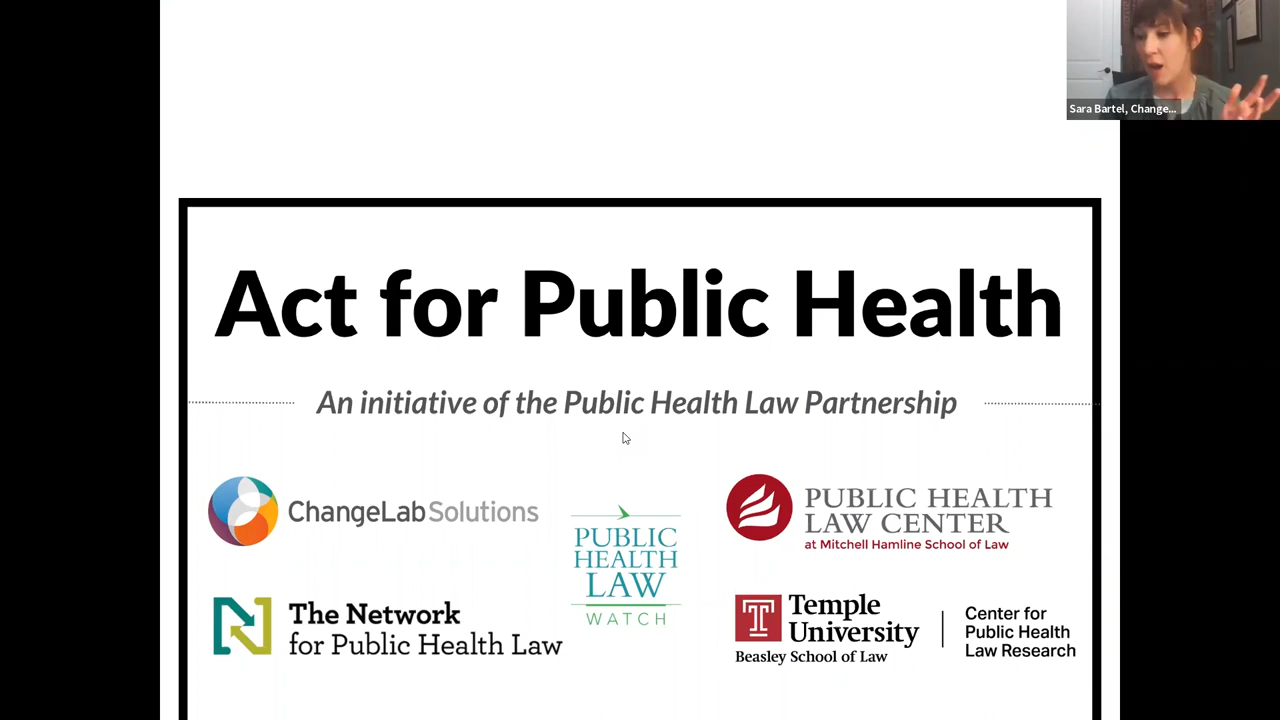 Sara Bartel, Change...
Act for Public Health
An initiative of the Public Health Law Partnership
ChangeLab Solutions
PUBLIC
HEALTH
LAW
WATCH
PUBLIC HEALTH
LAW CENTER
at Mitchell Hamline School of Law
The Network
for Public Health Law
Temple
University
Beasley School of Law
Center for
Public Health
Law Research